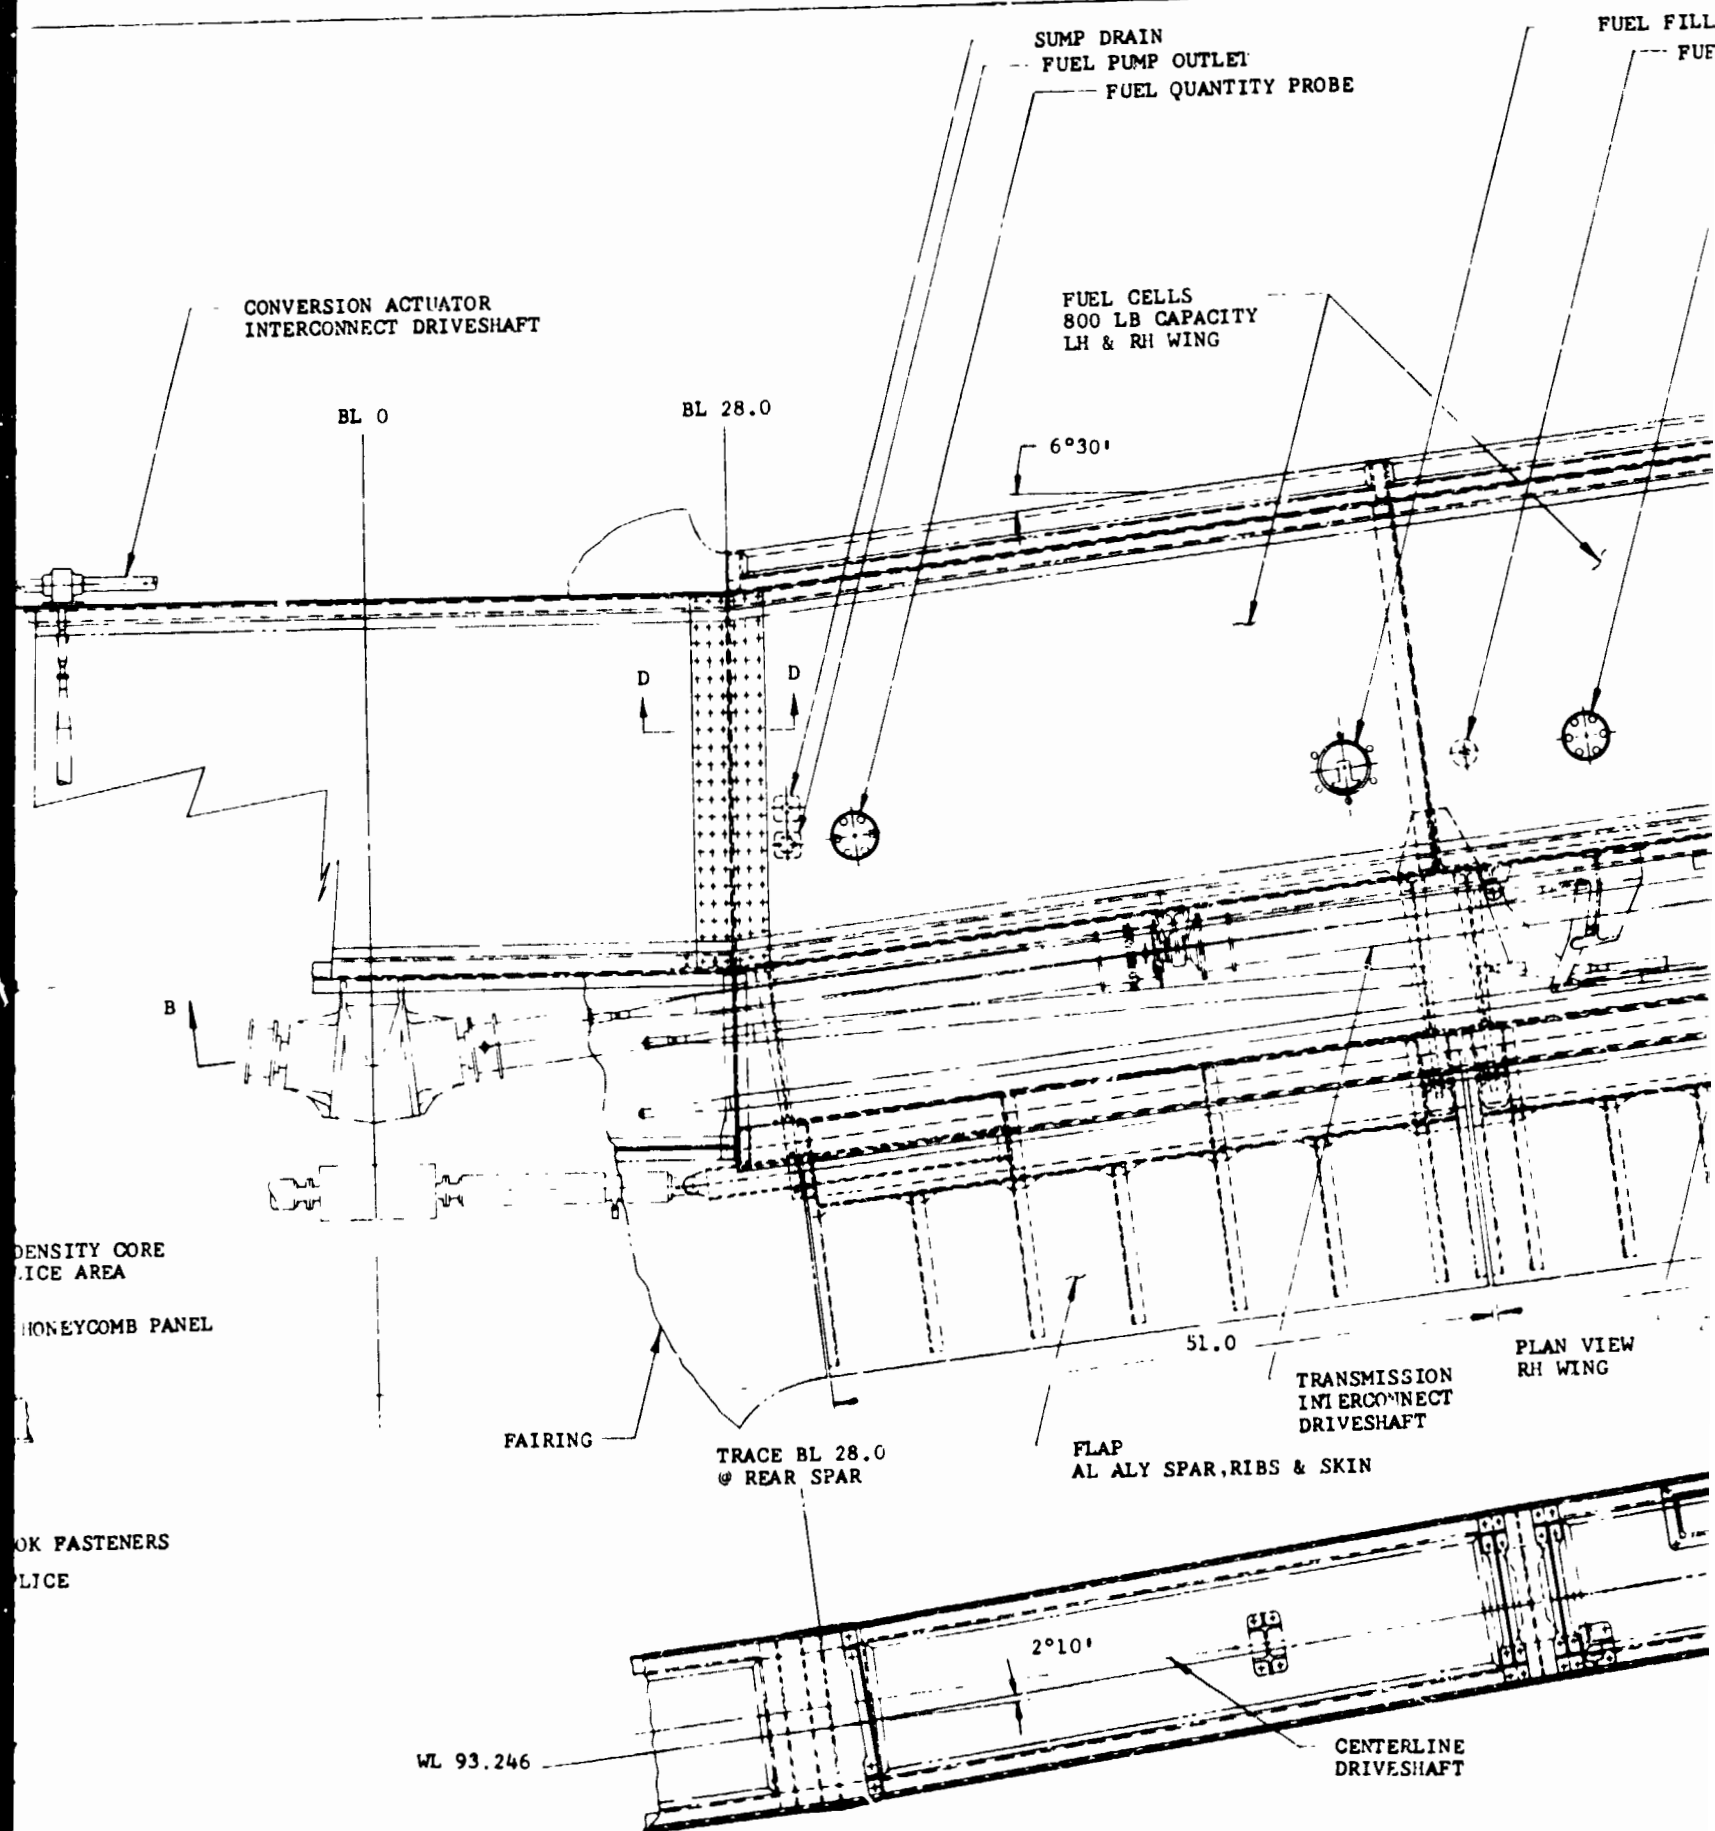 SUMP DRAIN
FUEL PUMP OUTLET
FUEL QUANTITY PROBE
FUEL FILL
FUE
CONVERSION ACTUATOR
INTERCONNECT DRIVESHAFT
FUEL CELLS
800 LB CAPACITY
LH & RH WING
BL 0
BL 28.0
6°30'
D
D
B
DENSITY CORE
LICE AREA
HONEYCOMB PANEL
51.0
PLAN VIEW
RH WING
TRANSMISSION
INTERCONNECT
DRIVESHAFT
FAIRING
TRACE BL 28.0
@ REAR SPAR
FLAP
AL ALY SPAR,RIBS & SKIN
OK FASTENERS
PLICE
2°10'
WL 93.246
CENTERLINE
DRIVESHAFT